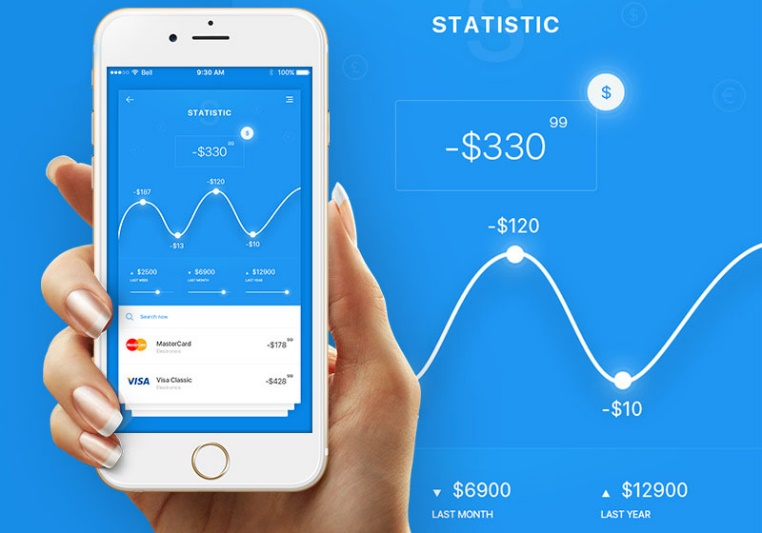 Bell
9:30 AM
100%
STATISTIC
$
-$330 99
-$187
-$120
-$13
-$10
$2500
LAST WEEK
$6900
LAST MONTH
$12900
LAST YEAR
Search now
MasterCard
Electronics
-$178 99
VISA
Visa Classic
Electronics
-$428 99
STATISTIC
$
-$330 99
-$120
-$10
$6900
LAST MONTH
$12900
LAST YEAR